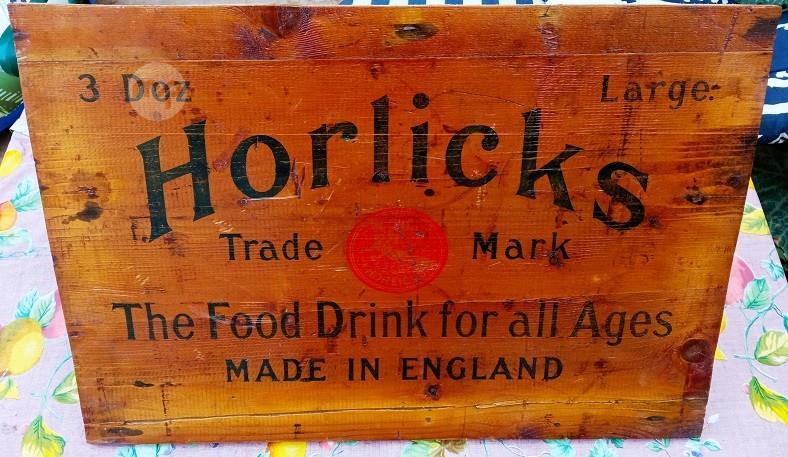 3 Doz Large.
Horlicks
Trade Mark
The Food Drink for all Ages
MADE IN ENGLAND